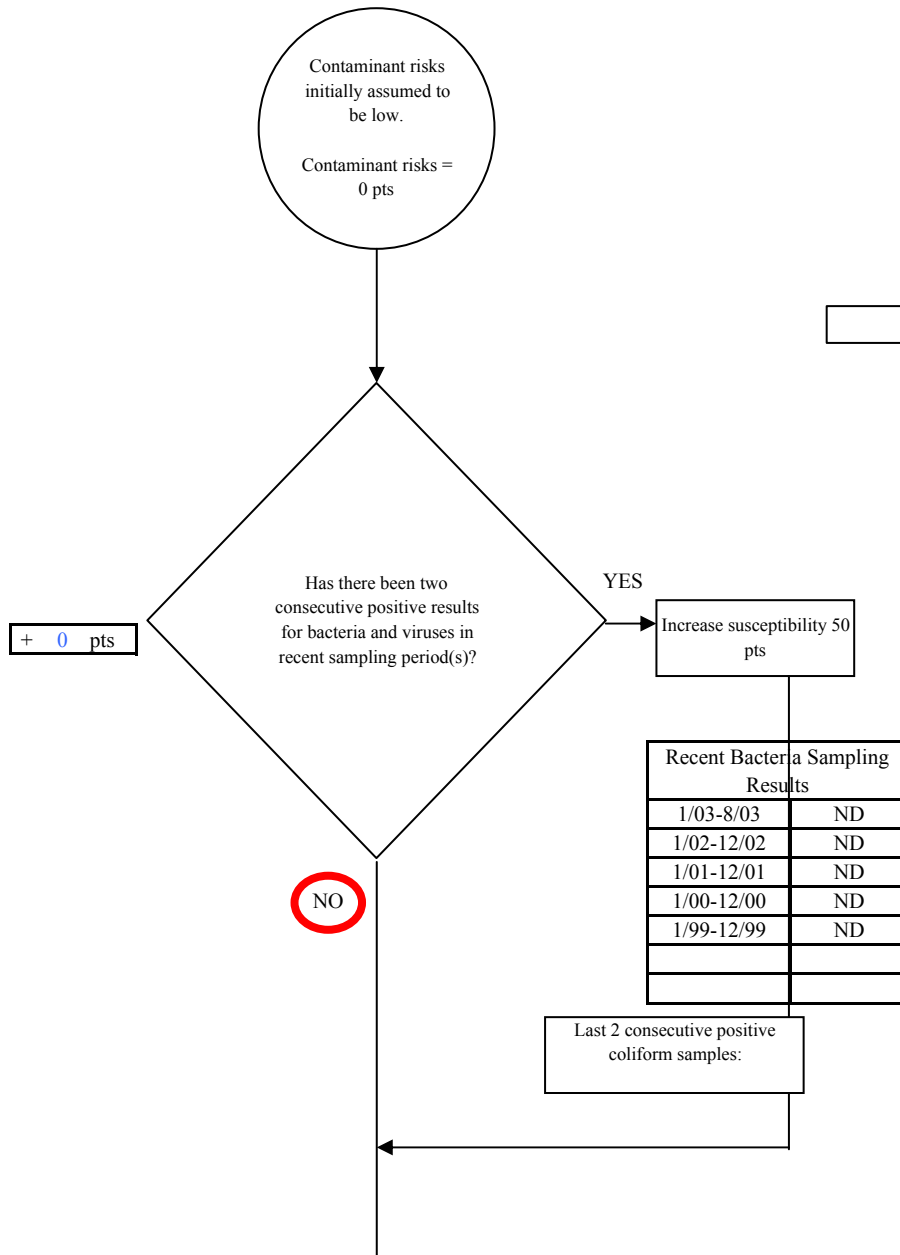 Contaminant risks
initially assumed to
be low.
Contaminant risks =
0 pts
Has there been two
consecutive positive results
for bacteria and viruses in
recent sampling period(s)?
YES
+ 0 pts
Increase susceptibility 50
pts
Recent Bacteria Sampling
Results
1/03-8/03 ND
1/02-12/02 ND
1/01-12/01 ND
1/00-12/00 ND
1/99-12/99 ND
NO
Last 2 consecutive positive
coliform samples: